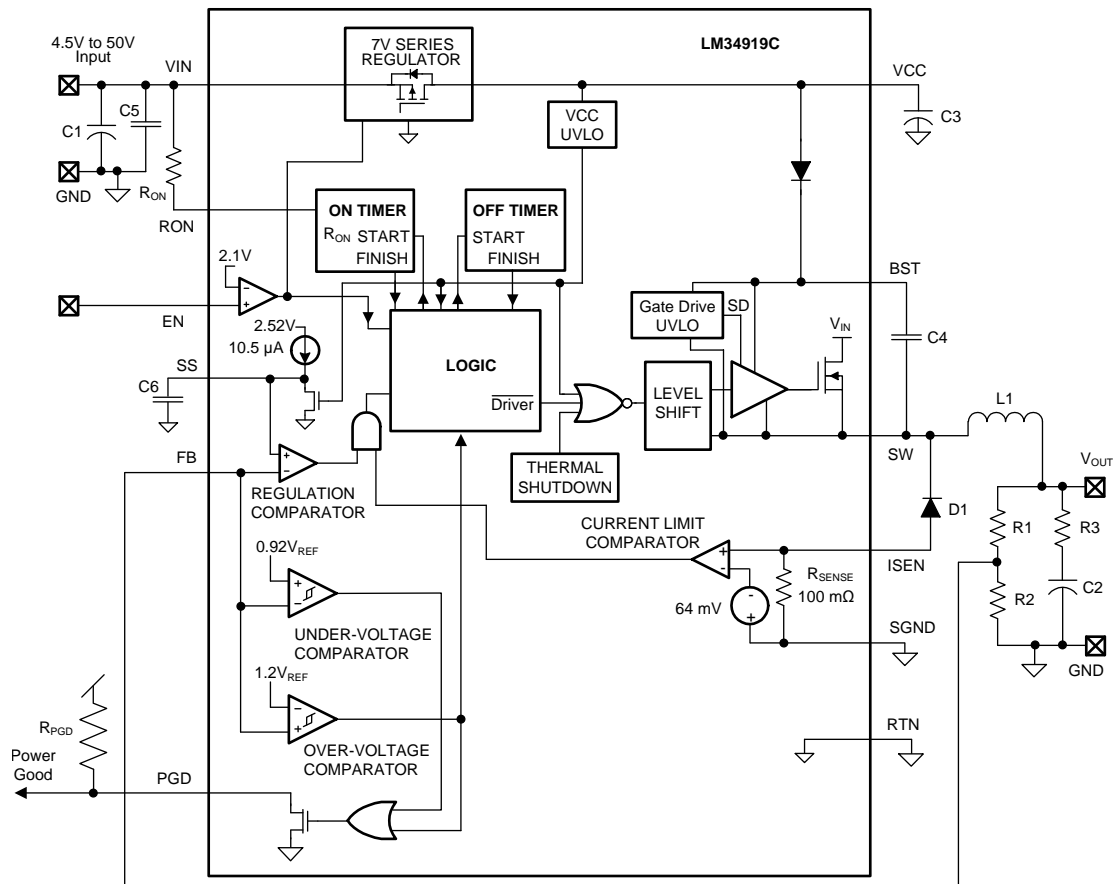 4.5V to 50V
Input
VIN
7V SERIES
REGULATOR
LM34919C
VCC
C1
C5
VCC
UVLO
C3
GND
RON
RON
ON TIMER
RON START
FINISH
OFF TIMER
START
FINISH
2.1V
EN
BST
Gate Drive
UVLO
SD
VIN
C4
2.52V
10.5 µA
SS
C6
LOGIC
Driver
LEVEL
SHIFT
L1
SW
FB
REGULATION
COMPARATOR
THERMAL
SHUTDOWN
VOUT
CURRENT LIMIT
COMPARATOR
D1
R1
R3
ISEN
0.92VREF
+
-
RSENSE
100 mΩ
64 mV
-
+
R2
C2
UNDER-VOLTAGE
COMPARATOR
SGND
GND
1.2VREF
RPGD
OVER-VOLTAGE
COMPARATOR
RTN
Power
Good
PGD